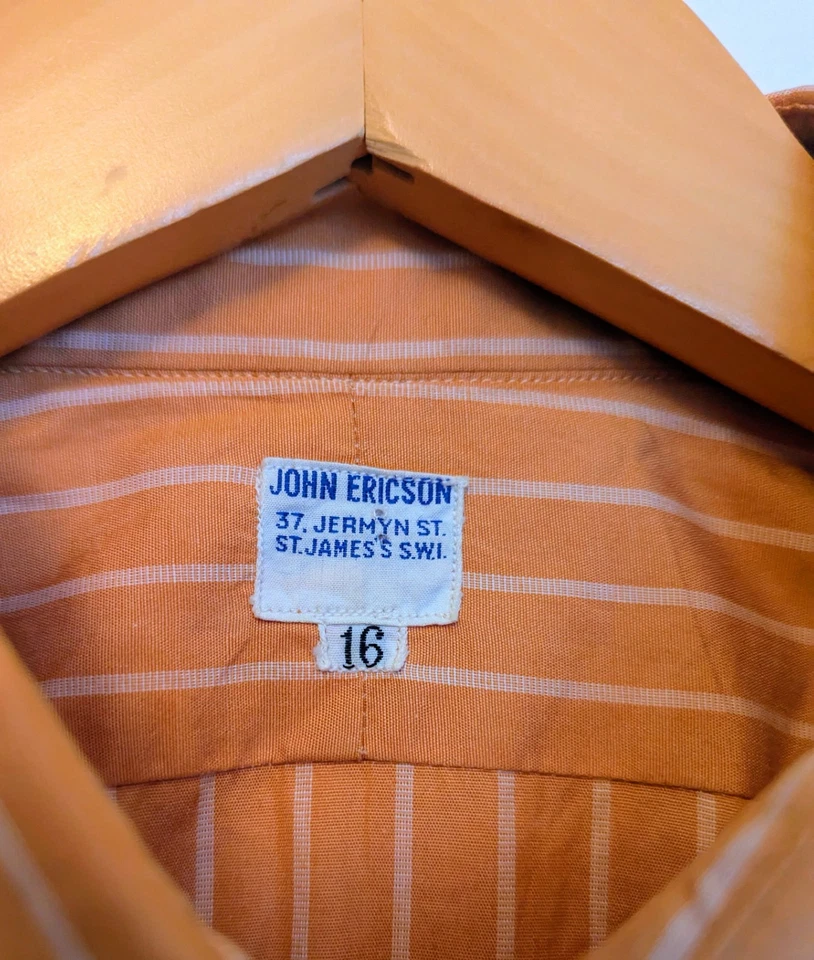 JOHN ERICSON
37, JERMYN ST.
ST. JAMES'S S.W.I.
16